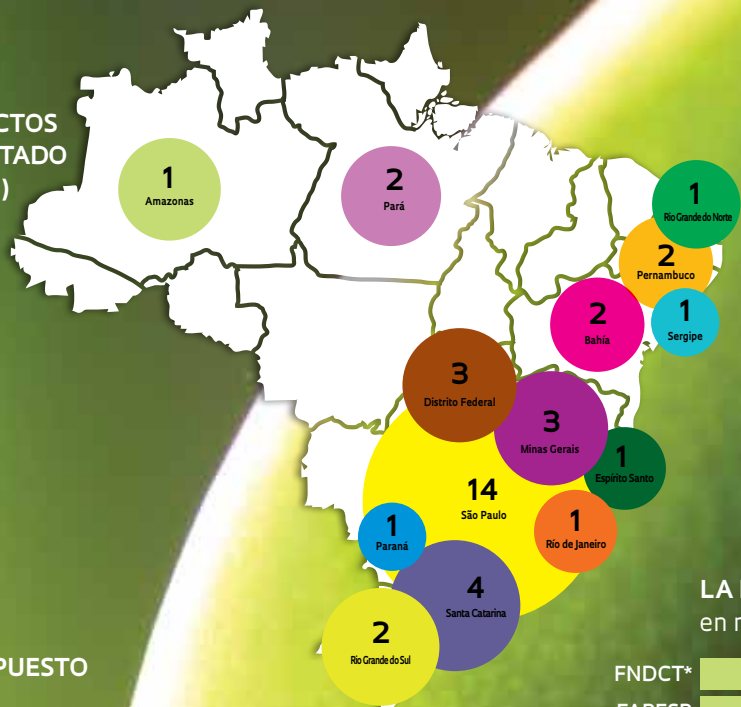 CTOS
TADO
)
1
Amazonas
2
Pará
1
Rio Grande do Norte
2
Pernambuco
1
Sergipe
2
Bahía
3
Distrito Federal
3
Minas Gerais
1
Espírito Santo
14
São Paulo
1
Río de Janeiro
1
Paraná
4
Santa Catarina
2
Rio Grande do Sul
PUESTO
LA
en
FNDCT*
FAPESP